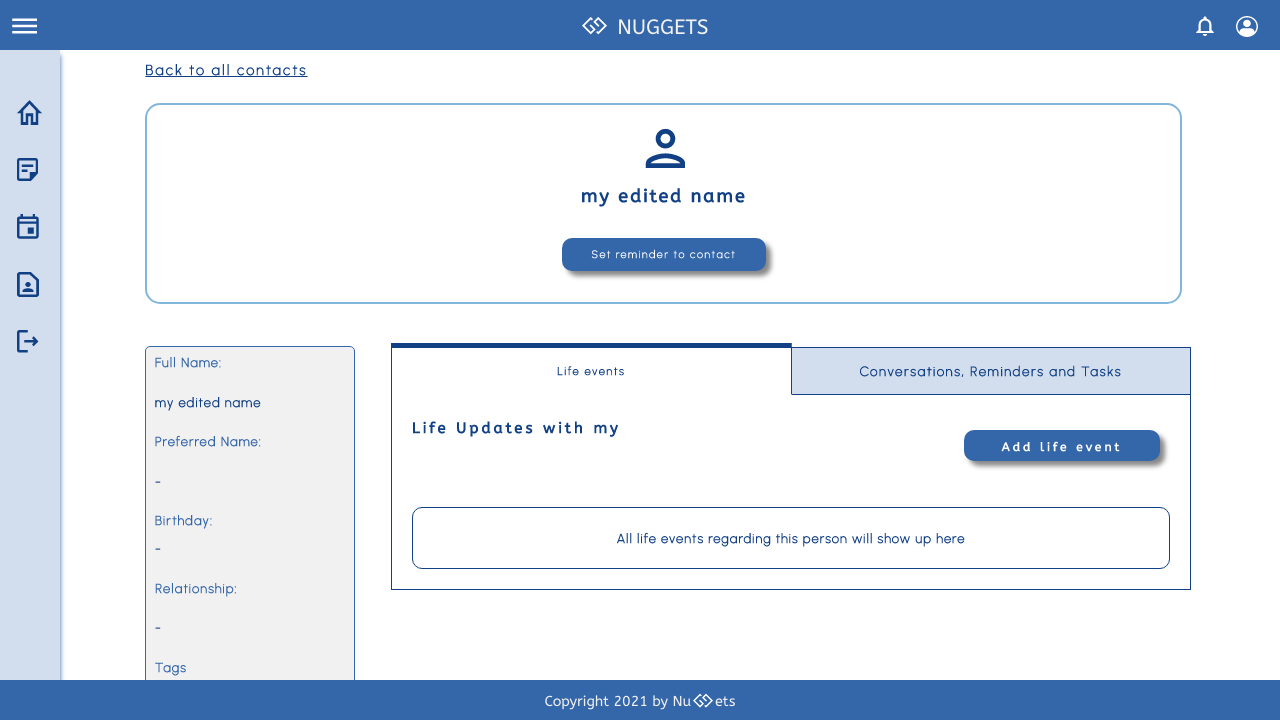 NUGGETS
Back to all contacts
my edited name
Set reminder to contact
Full Name:
my edited name
Preferred Name:
-
Birthday:
-
Relationship:
-
Tags
Life events
Conversations, Reminders and Tasks
Life Updates with my
Add life event
All life events regarding this person will show up here
Copyright 2021 by Nuggets